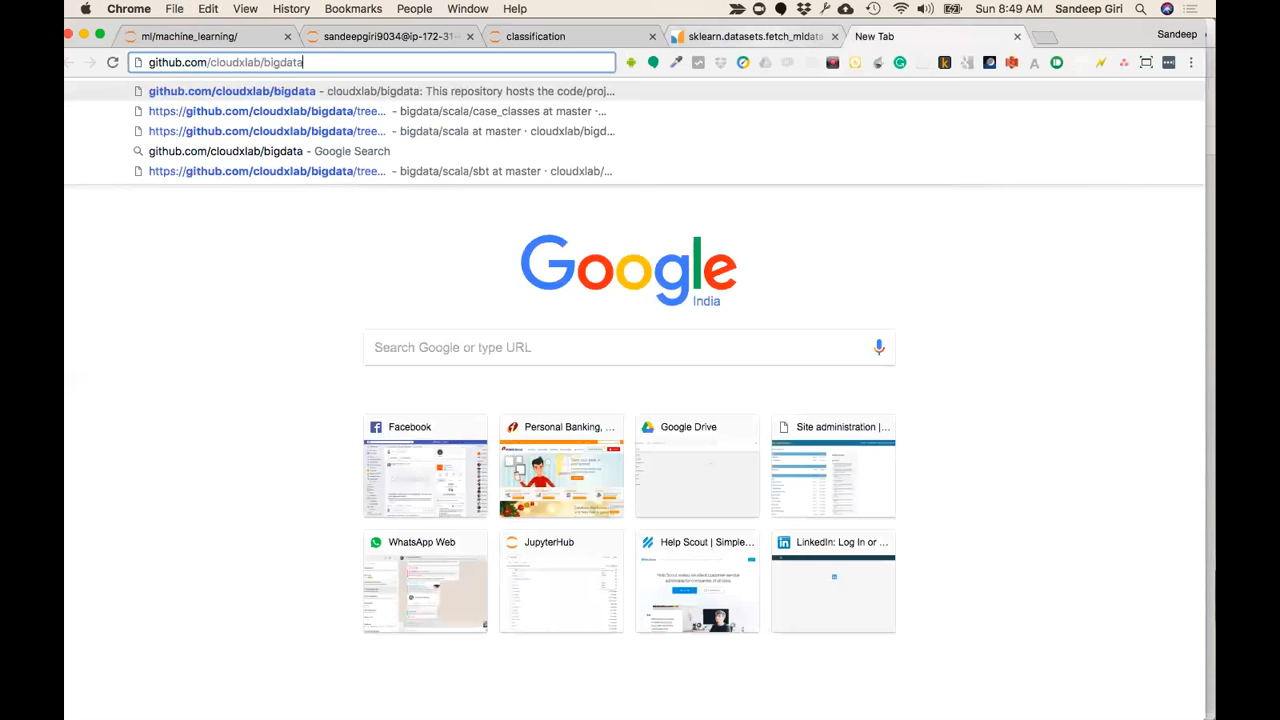 Chrome File Edit View History Bookmarks People Window Help Sun 8:49 AM Sandeep Giri
ml/machine_learning/ sandeepgiri9034@ip-172-31- classification sklearn.datasets.fetch_mldata New Tab Sandeep
github.com/cloudxlab/bigdata
github.com/cloudxlab/bigdata - cloudxlab/bigdata: This repository hosts the code/proj...
https://github.com/cloudxlab/bigdata/tree... - bigdata/scala/case_classes at master ·...
https://github.com/cloudxlab/bigdata/tree... - bigdata/scala at master · cloudxlab/bigd...
github.com/cloudxlab/bigdata - Google Search
https://github.com/cloudxlab/bigdata/tree... - bigdata/scala/sbt at master · cloudxlab/...
Google
India
Search Google or type URL
Facebook Personal Banking, ... Google Drive Site administration |...
WhatsApp Web JupyterHub Help Scout | Simple... LinkedIn: Log In or ...